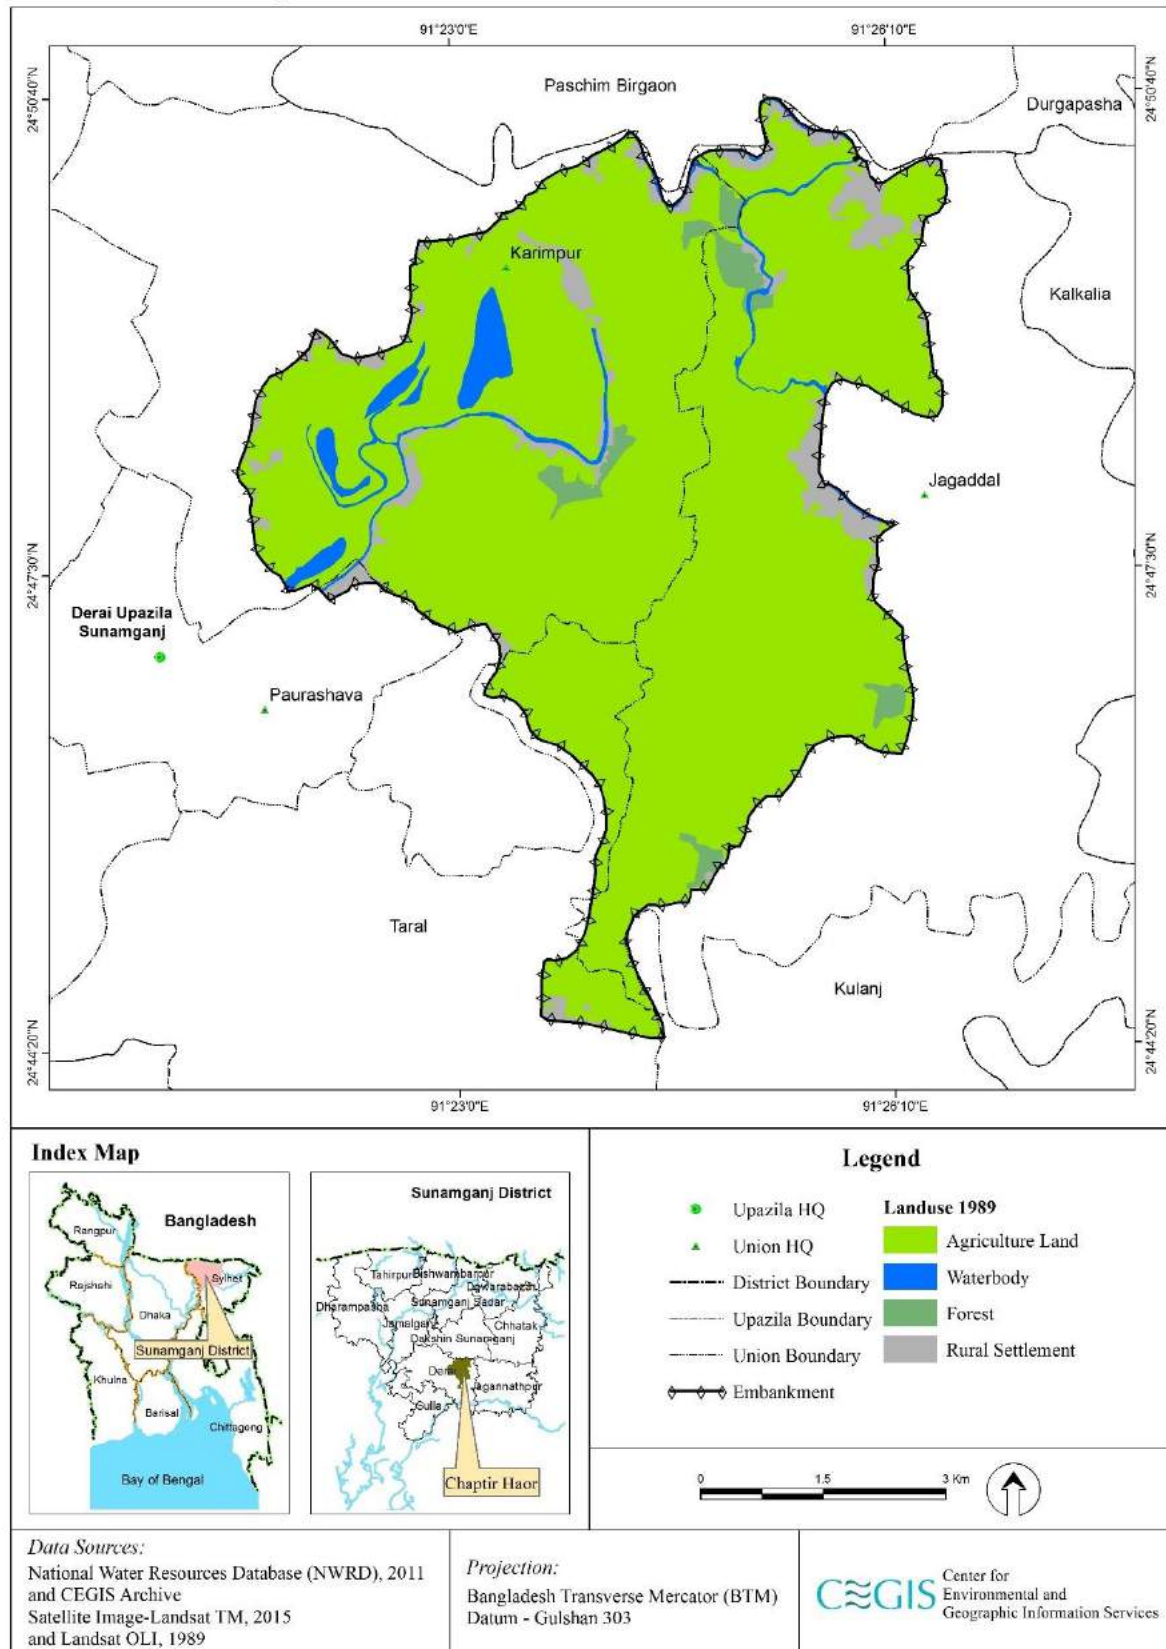 91°23'0"E
91°26'10"E
24°50'40"N
24°50'40"N
Paschim Birgaon
Durgapasha
Karimpur
Kalkalia
Jagaddal
24°47'30"N
24°47'30"N
Derai Upazila
Sunamganj
Paurashava
Taral
Kulanj
24°44'20"N
24°44'20"N
91°23'0"E
91°26'10"E
Index Map
Bangladesh
Rangpur
Rajshahi
Sylhet
Dhaka
Sunamganj District
Khulna
Barisal
Chittagong
Bay of Bengal
Sunamganj District
Tahirpur
Bishwambarpur
Dowarabazar
Dharampasha
Sunamganj Sadar
Jamalganj
Chhatak
Dakshin Sunamganj
Derai
Jagannathpur
Gulla
Chaptir Haor
Legend
Upazila HQ
Union HQ
District Boundary
Upazila Boundary
Union Boundary
Embankment
Landuse 1989
Agriculture Land
Waterbody
Forest
Rural Settlement
0 1.5 3 Km
Data Sources:
National Water Resources Database (NWRD), 2011
and CEGIS Archive
Satellite Image-Landsat TM, 2015
and Landsat OLI, 1989
Projection:
Bangladesh Transverse Mercator (BTM)
Datum - Gulshan 303
CEGIS
Center for
Environmental and
Geographic Information Services